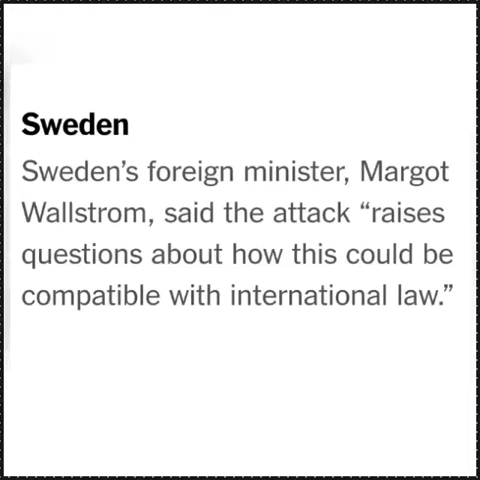 Sweden
Sweden’s foreign minister, Margot
Wallstrom, said the attack “raises
questions about how this could be
compatible with international law.”